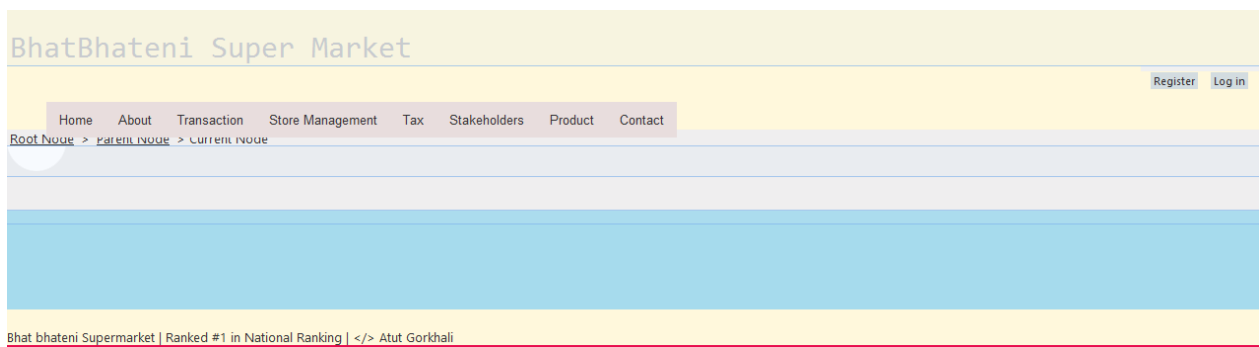 BhatBhateni Super Market
Register Log in
Home About Transaction Store Management Tax Stakeholders Product Contact
Root Node > Parent Node > Current Node
Bhat bhateni Supermarket | Ranked #1 in National Ranking | </> Atut Gorkhali